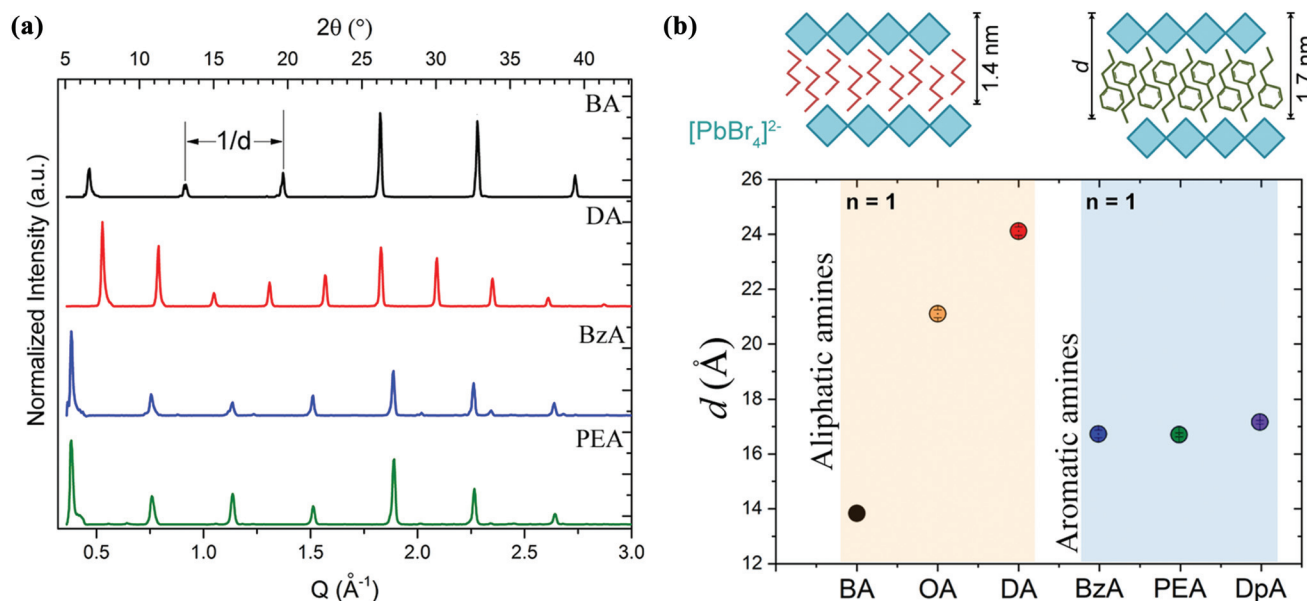 (a)
2θ (°)
5 10 15 20 25 30 35 40
BA
1/d
DA
BzA
PEA
Normalized Intensity (a.u.)
0.5 1.0 1.5 2.0 2.5 3.0
Q (Å⁻¹)
(b)
1.4 nm
d
1.7 nm
[PbBr₄]²⁻
26
24
22
20
18
16
14
12
d (Å)
n = 1
Aliphatic amines
n = 1
Aromatic amines
BA OA DA BzA PEA DpA